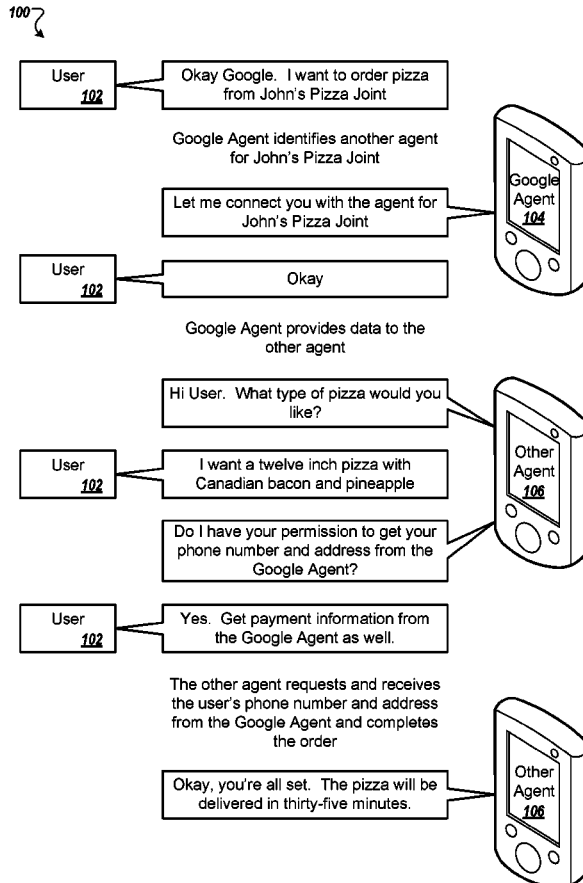 100
User
102
Okay Google. I want to order pizza
from John's Pizza Joint
Google Agent identifies another agent
for John's Pizza Joint
Google
Agent
104
Let me connect you with the agent for
John's Pizza Joint
User
102
Okay
Google Agent provides data to the
other agent
Hi User. What type of pizza would you
like?
Other
Agent
106
User
102
I want a twelve inch pizza with
Canadian bacon and pineapple
Do I have your permission to get your
phone number and address from the
Google Agent?
User
102
Yes. Get payment information from
the Google Agent as well.
The other agent requests and receives
the user's phone number and address
from the Google Agent and completes
the order
Okay, you're all set. The pizza will be
delivered in thirty-five minutes.
Other
Agent
106